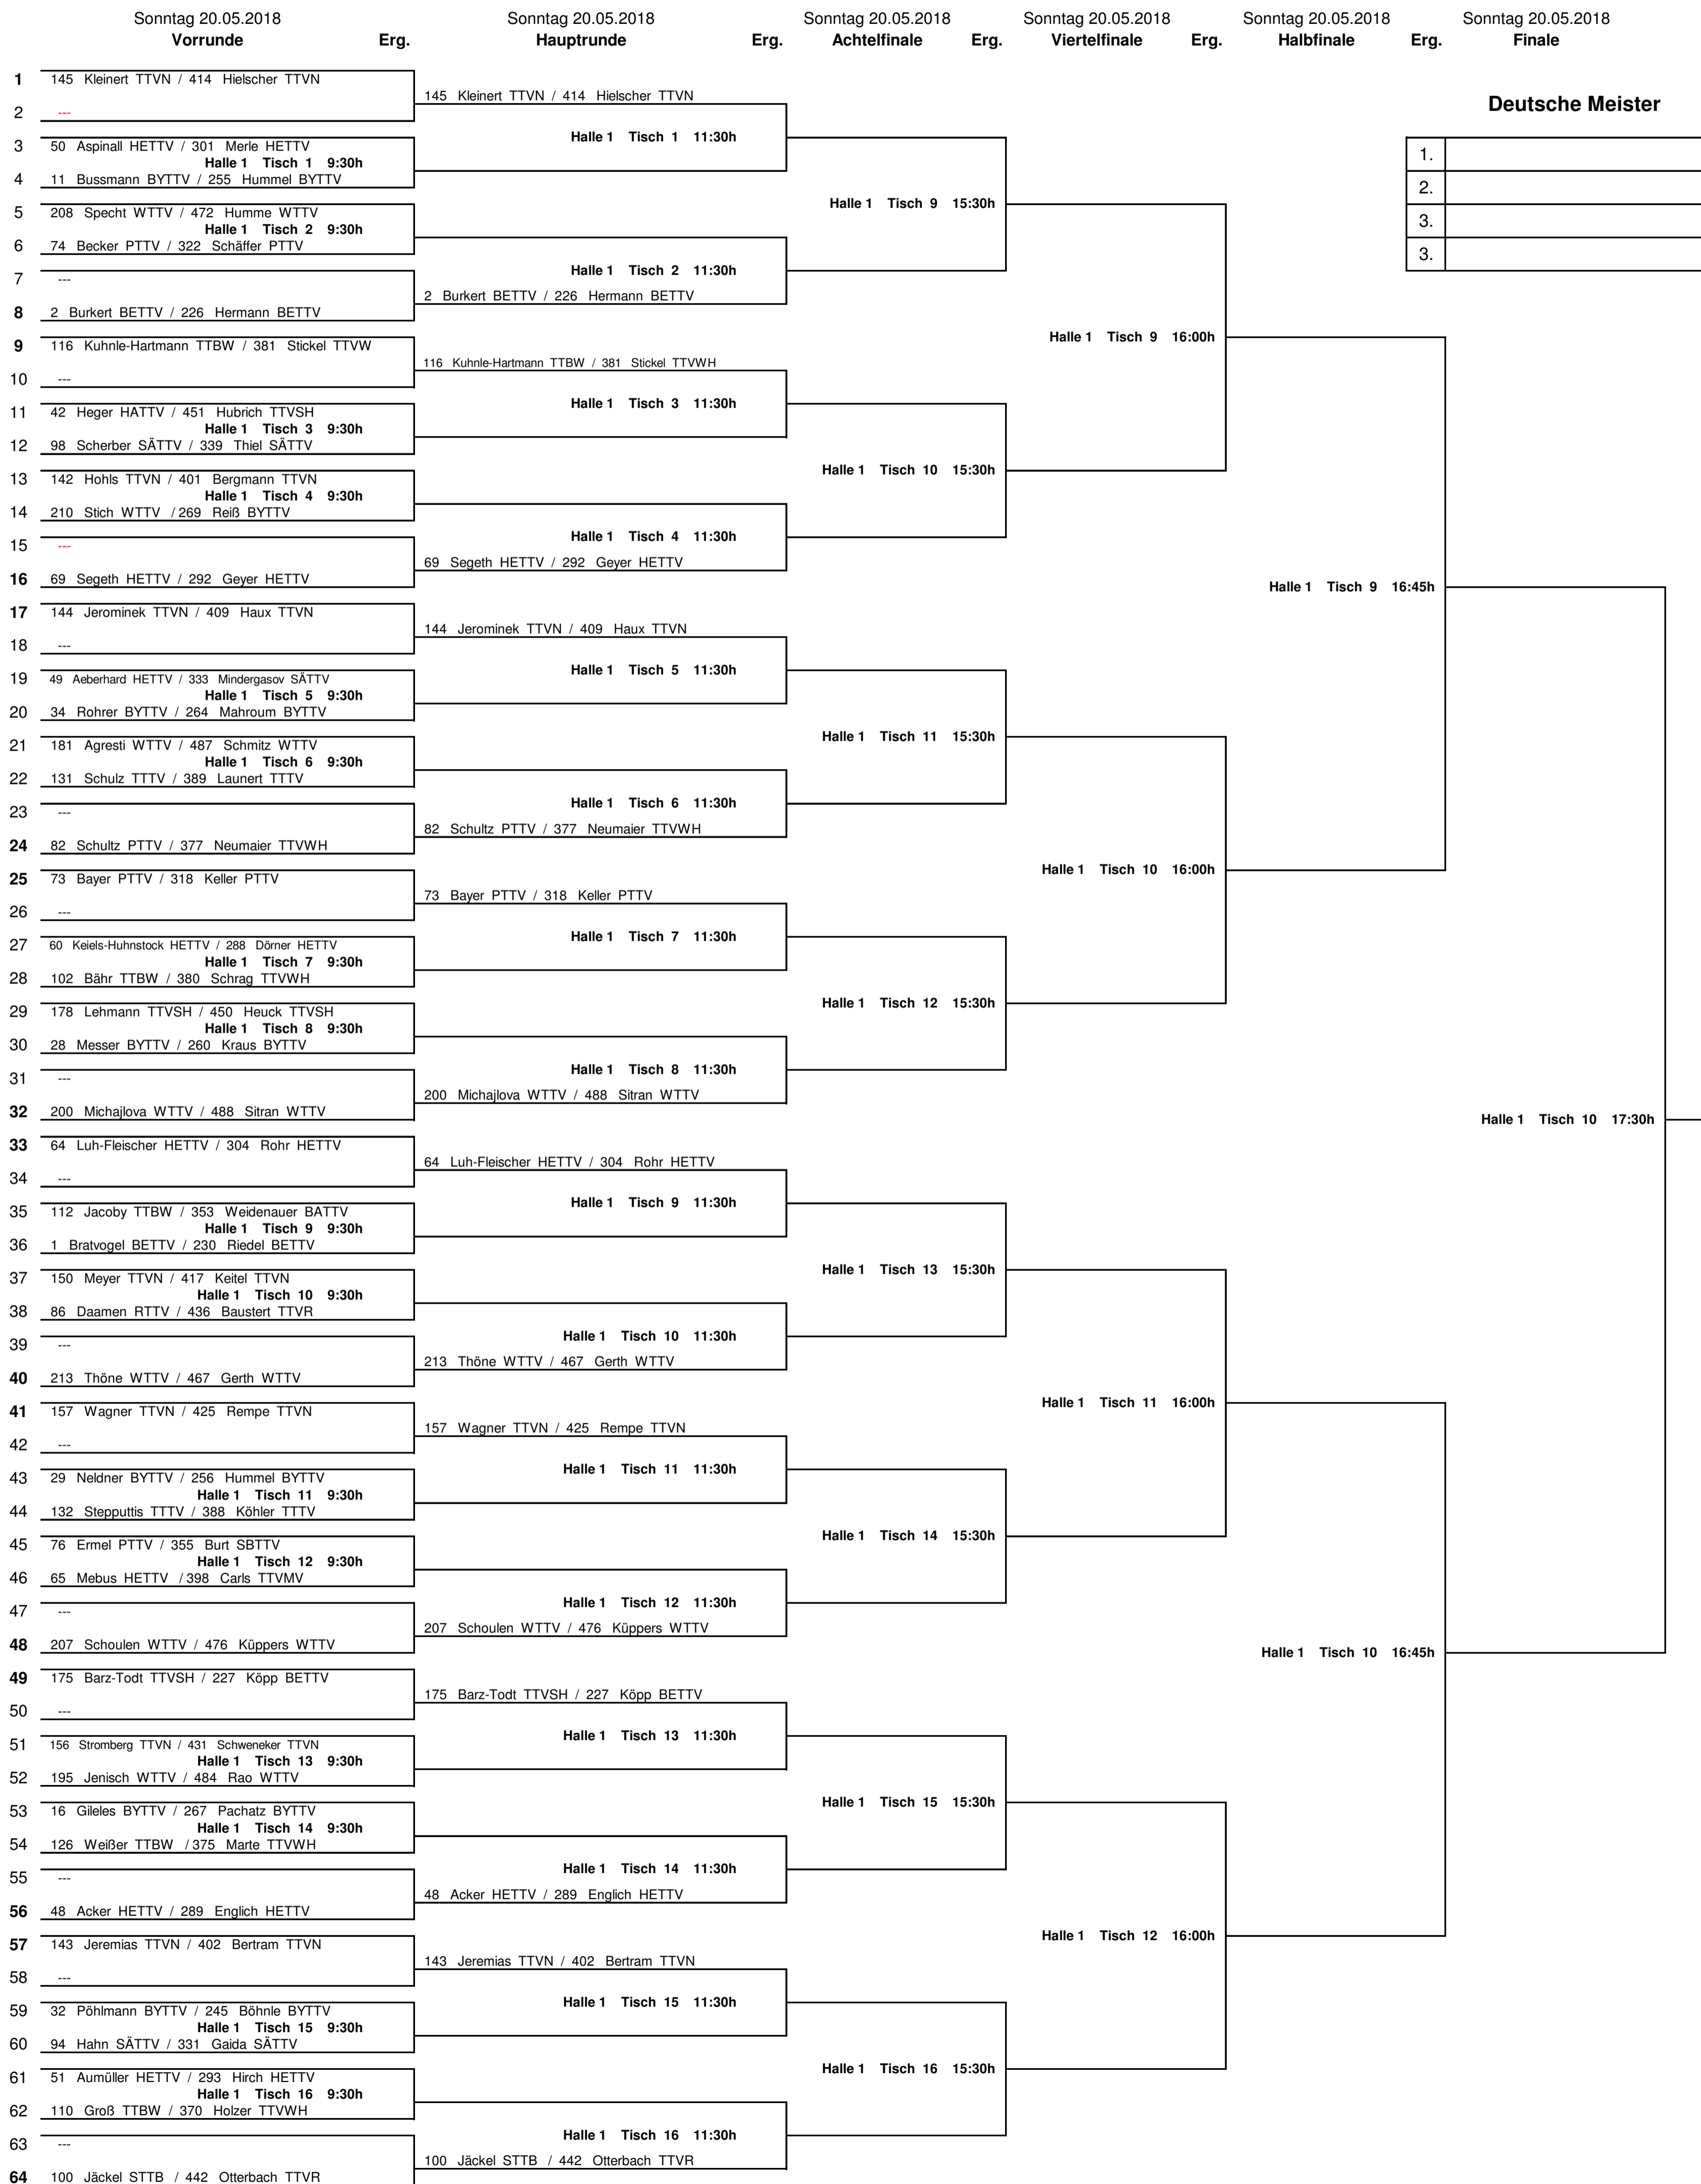 Sonntag 20.05.2018 Sonntag 20.05.2018 Sonntag 20.05.2018 Sonntag 20.05.2018 Sonntag 20.05.2018 Sonntag 20.05.2018
Vorrunde Erg. Hauptrunde Erg. Achtelfinale Erg. Viertelfinale Erg. Halbfinale Erg. Finale
1 145 Kleinert TTVN / 414 Hielscher TTVN
145 Kleinert TTVN / 414 Hielscher TTVN
Deutsche Meister
2 ---
Halle 1 Tisch 1 11:30h
3 50 Aspinall HETTV / 301 Merle HETTV
1.
Halle 1 Tisch 1 9:30h
4 11 Bussmann BYTTV / 255 Hummel BYTTV
2.
Halle 1 Tisch 9 15:30h
5 208 Specht WTTV / 472 Humme WTTV
3.
Halle 1 Tisch 2 9:30h
6 74 Becker PTTV / 322 Schäffer PTTV
3.
Halle 1 Tisch 2 11:30h
7 ---
2 Burkert BETTV / 226 Hermann BETTV
8 2 Burkert BETTV / 226 Hermann BETTV
Halle 1 Tisch 9 16:00h
9 116 Kuhnle-Hartmann TTBW / 381 Stickel TTVW
116 Kuhnle-Hartmann TTBW / 381 Stickel TTVWH
10 ---
Halle 1 Tisch 3 11:30h
11 42 Heger HATTV / 451 Hubrich TTVSH
Halle 1 Tisch 3 9:30h
12 98 Scherber SÄTTV / 339 Thiel SÄTTV
Halle 1 Tisch 10 15:30h
13 142 Hohls TTVN / 401 Bergmann TTVN
Halle 1 Tisch 4 9:30h
14 210 Stich WTTV / 269 Reiß BYTTV
Halle 1 Tisch 4 11:30h
15 ---
69 Segeth HETTV / 292 Geyer HETTV
16 69 Segeth HETTV / 292 Geyer HETTV
Halle 1 Tisch 9 16:45h
17 144 Jerominek TTVN / 409 Haux TTVN
144 Jerominek TTVN / 409 Haux TTVN
18 ---
Halle 1 Tisch 5 11:30h
19 49 Aeberhard HETTV / 333 Mindergasov SÄTTV
Halle 1 Tisch 5 9:30h
20 34 Rohrer BYTTV / 264 Mahroum BYTTV
Halle 1 Tisch 11 15:30h
21 181 Agresti WTTV / 487 Schmitz WTTV
Halle 1 Tisch 6 9:30h
22 131 Schulz TTTV / 389 Launert TTTV
Halle 1 Tisch 6 11:30h
23 ---
82 Schultz PTTV / 377 Neumaier TTVWH
24 82 Schultz PTTV / 377 Neumaier TTVWH
Halle 1 Tisch 10 16:00h
25 73 Bayer PTTV / 318 Keller PTTV
73 Bayer PTTV / 318 Keller PTTV
26 ---
Halle 1 Tisch 7 11:30h
27 60 Keiels-Huhnstock HETTV / 288 Dörner HETTV
Halle 1 Tisch 7 9:30h
28 102 Bähr TTBW / 380 Schrag TTVWH
Halle 1 Tisch 12 15:30h
29 178 Lehmann TTVSH / 450 Heuck TTVSH
Halle 1 Tisch 8 9:30h
30 28 Messer BYTTV / 260 Kraus BYTTV
Halle 1 Tisch 8 11:30h
31 ---
200 Michajlova WTTV / 488 Sitran WTTV
32 200 Michajlova WTTV / 488 Sitran WTTV
Halle 1 Tisch 10 17:30h
33 64 Luh-Fleischer HETTV / 304 Rohr HETTV
64 Luh-Fleischer HETTV / 304 Rohr HETTV
34 ---
Halle 1 Tisch 9 11:30h
35 112 Jacoby TTBW / 353 Weidenauer BATTV
Halle 1 Tisch 9 9:30h
36 1 Bratvogel BETTV / 230 Riedel BETTV
Halle 1 Tisch 13 15:30h
37 150 Meyer TTVN / 417 Keitel TTVN
Halle 1 Tisch 10 9:30h
38 86 Daamen RTTV / 436 Baustert TTVR
Halle 1 Tisch 10 11:30h
39 ---
213 Thöne WTTV / 467 Gerth WTTV
40 213 Thöne WTTV / 467 Gerth WTTV
Halle 1 Tisch 11 16:00h
41 157 Wagner TTVN / 425 Rempe TTVN
157 Wagner TTVN / 425 Rempe TTVN
42 ---
Halle 1 Tisch 11 11:30h
43 29 Neldner BYTTV / 256 Hummel BYTTV
Halle 1 Tisch 11 9:30h
44 132 Stepputtis TTTV / 388 Köhler TTTV
Halle 1 Tisch 14 15:30h
45 76 Ermel PTTV / 355 Burt SBTTV
Halle 1 Tisch 12 9:30h
46 65 Mebus HETTV / 398 Carls TTVMV
Halle 1 Tisch 12 11:30h
47 ---
207 Schoulen WTTV / 476 Küppers WTTV
48 207 Schoulen WTTV / 476 Küppers WTTV
Halle 1 Tisch 10 16:45h
49 175 Barz-Todt TTVSH / 227 Köpp BETTV
175 Barz-Todt TTVSH / 227 Köpp BETTV
50 ---
Halle 1 Tisch 13 11:30h
51 156 Stromberg TTVN / 431 Schweneker TTVN
Halle 1 Tisch 13 9:30h
52 195 Jenisch WTTV / 484 Rao WTTV
Halle 1 Tisch 15 15:30h
53 16 Gileles BYTTV / 267 Pachatz BYTTV
Halle 1 Tisch 14 9:30h
54 126 Weißer TTBW / 375 Marte TTVWH
Halle 1 Tisch 14 11:30h
55 ---
48 Acker HETTV / 289 Englich HETTV
56 48 Acker HETTV / 289 Englich HETTV
Halle 1 Tisch 12 16:00h
57 143 Jeremias TTVN / 402 Bertram TTVN
143 Jeremias TTVN / 402 Bertram TTVN
58 ---
Halle 1 Tisch 15 11:30h
59 32 Pöhlmann BYTTV / 245 Böhnle BYTTV
Halle 1 Tisch 15 9:30h
60 94 Hahn SÄTTV / 331 Gaida SÄTTV
Halle 1 Tisch 16 15:30h
61 51 Aumüller HETTV / 293 Hirch HETTV
Halle 1 Tisch 16 9:30h
62 110 Groß TTBW / 370 Holzer TTVWH
Halle 1 Tisch 16 11:30h
63 ---
100 Jäckel STTB / 442 Otterbach TTVR
64 100 Jäckel STTB / 442 Otterbach TTVR